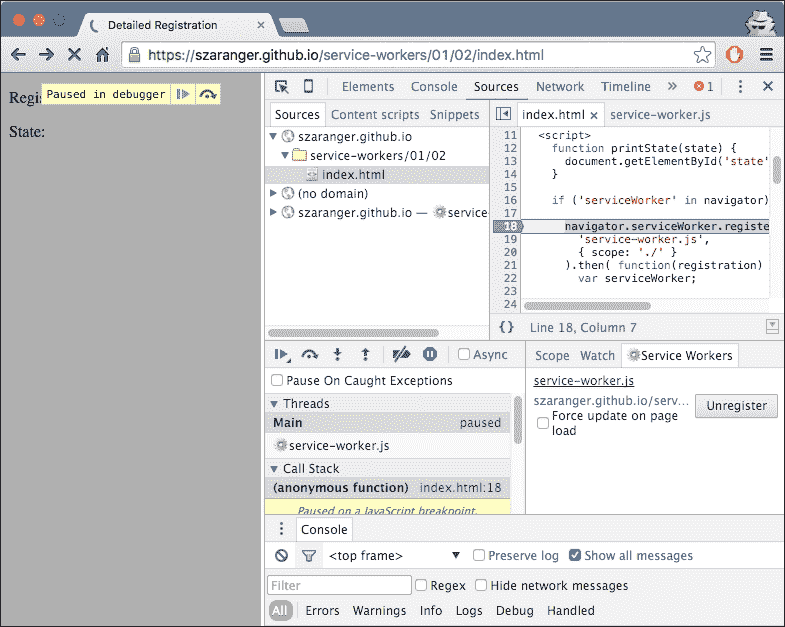 Detailed Registration
https://szaranger.github.io/service-workers/01/02/index.html
Paused in debugger
State:
Elements Console Sources Network Timeline » 1
Sources Content scripts Snippets
szaranger.github.io
service-workers/01/02
index.html
(no domain)
szaranger.github.io — service
index.html × service-worker.js
11 <script>
12 function printState(state) {
13 document.getElementById('state'
14 }
15
16 if ('serviceWorker' in navigator)
17
18 navigator.serviceWorker.registe
19 'service-worker.js',
20 { scope: './' }
21 ).then( function(registration)
22 var serviceWorker;
23
24
{} Line 18, Column 7
Async
Pause On Caught Exceptions
Threads
Main paused
service-worker.js
Call Stack
(anonymous function) index.html:18
Paused on a JavaScript breakpoint.
Scope Watch Service Workers
service-worker.js
szaranger.github.io/serv...
Unregister
Force update on page
load
Console
<top frame> ▼ Preserve log Show all messages
Filter Regex Hide network messages
All Errors Warnings Info Logs Debug Handled